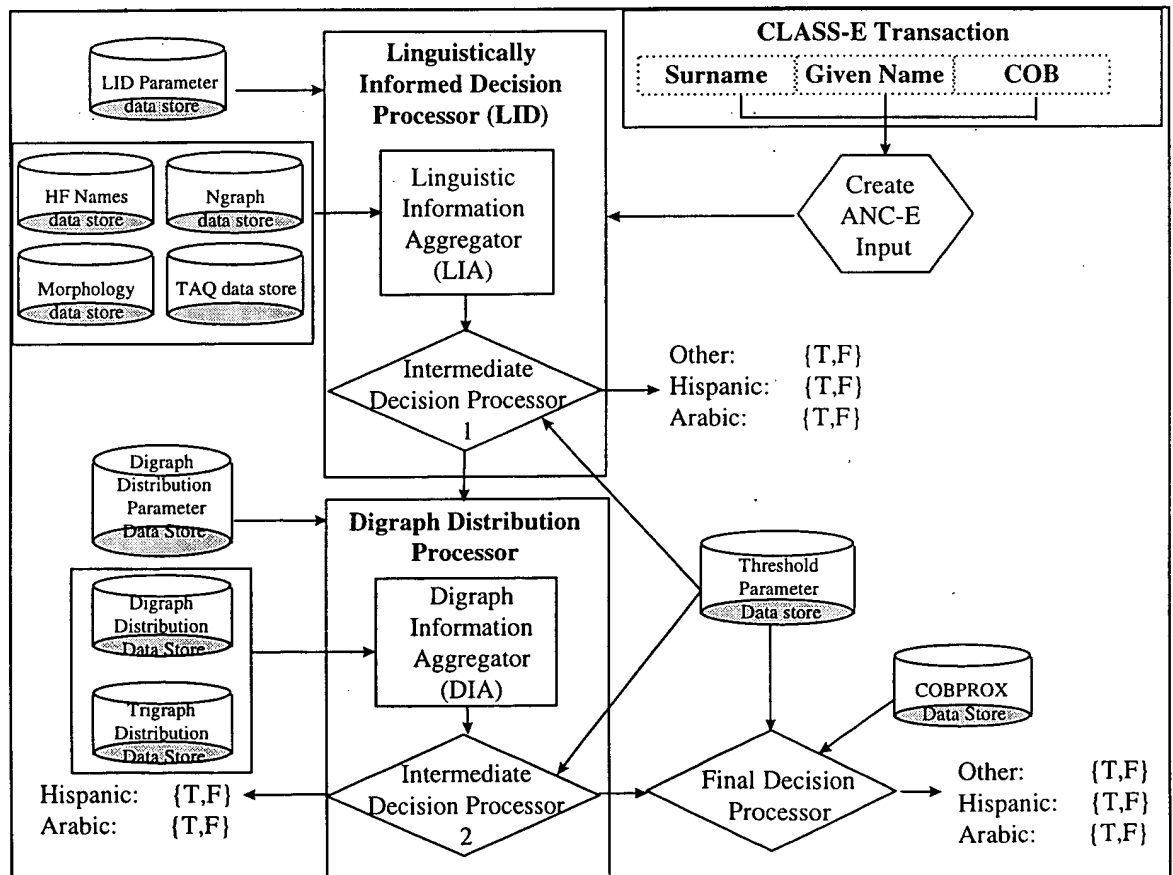 CLASS-E Transaction
Surname
Given Name
COB
Create
ANC-E
Input
LID Parameter
data store
Linguistically
Informed Decision
Processor (LID)
HF Names
data store
Ngraph
data store
Morphology
data store
TAQ data store
Linguistic
Information
Aggregator
(LIA)
Intermediate
Decision Processor
1
Other: {T,F}
Hispanic: {T,F}
Arabic: {T,F}
Digraph
Distribution
Parameter
Data Store
Digraph Distribution
Processor
Digraph
Distribution
Data Store
Trigraph
Distribution
Data Store
Digraph
Information
Aggregator
(DIA)
Threshold
Parameter
Data store
COBPROX
Data Store
Intermediate
Decision Processor
2
Hispanic: {T,F}
Arabic: {T,F}
Final Decision
Processor
Other: {T,F}
Hispanic: {T,F}
Arabic: {T,F}